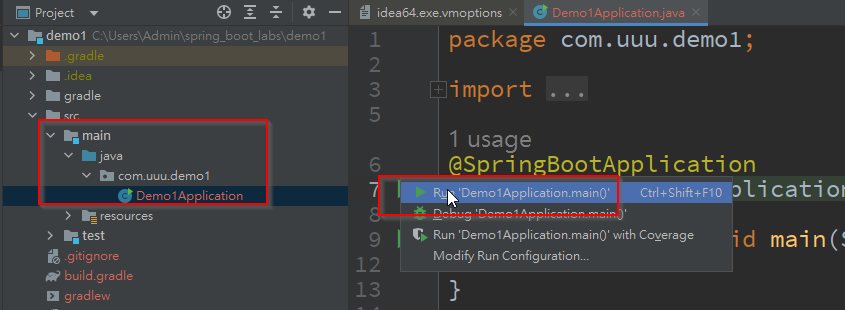 Project
demo1 C:\Users\Admin\spring_boot_labs\demo1
.gradle
.idea
gradle
src
main
java
com.uuu.demo1
Demo1Application
resources
test
.gitignore
build.gradle
gradlew
idea64.exe.vmoptions
Demo1Application.java
1 package com.uuu.demo1;
2
3 import ...
5
1 usage
6 @SpringBootApplication
7 plication
8
9 id main(S
12
13 }
Run 'Demo1Application.main()' Ctrl+Shift+F10
Debug 'Demo1Application.main()'
Run 'Demo1Application.main()' with Coverage
Modify Run Configuration...